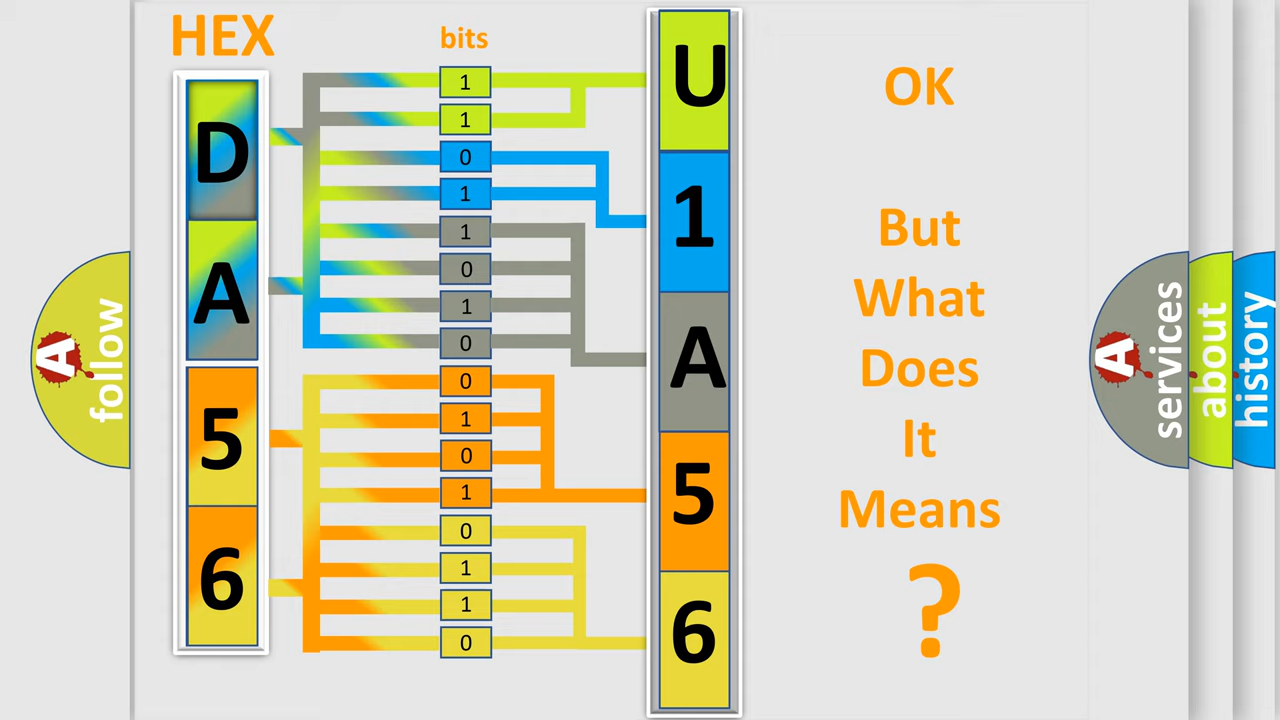 HEX
bits
D
A
5
6
1
1
0
1
1
0
1
0
0
1
0
1
0
1
1
0
U
1
A
5
6
OK
But
What
Does
It
Means
?
A follow
A services
about
history